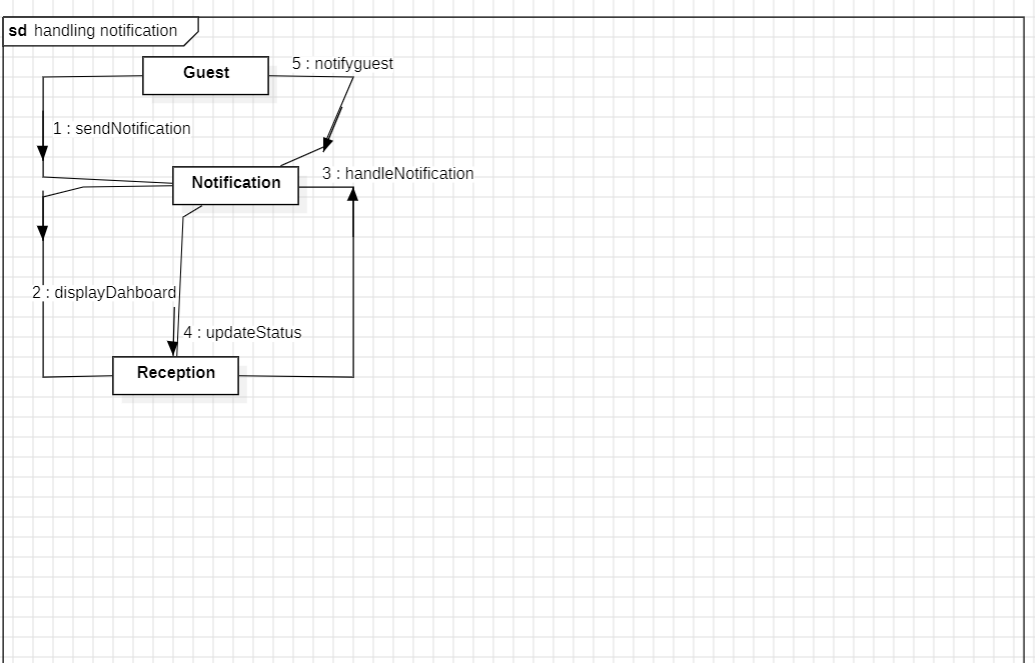 sd handling notification
Guest
5 : notifyguest
1 : sendNotification
3 : handleNotification
Notification
2 : displayDahboard
4 : updateStatus
Reception